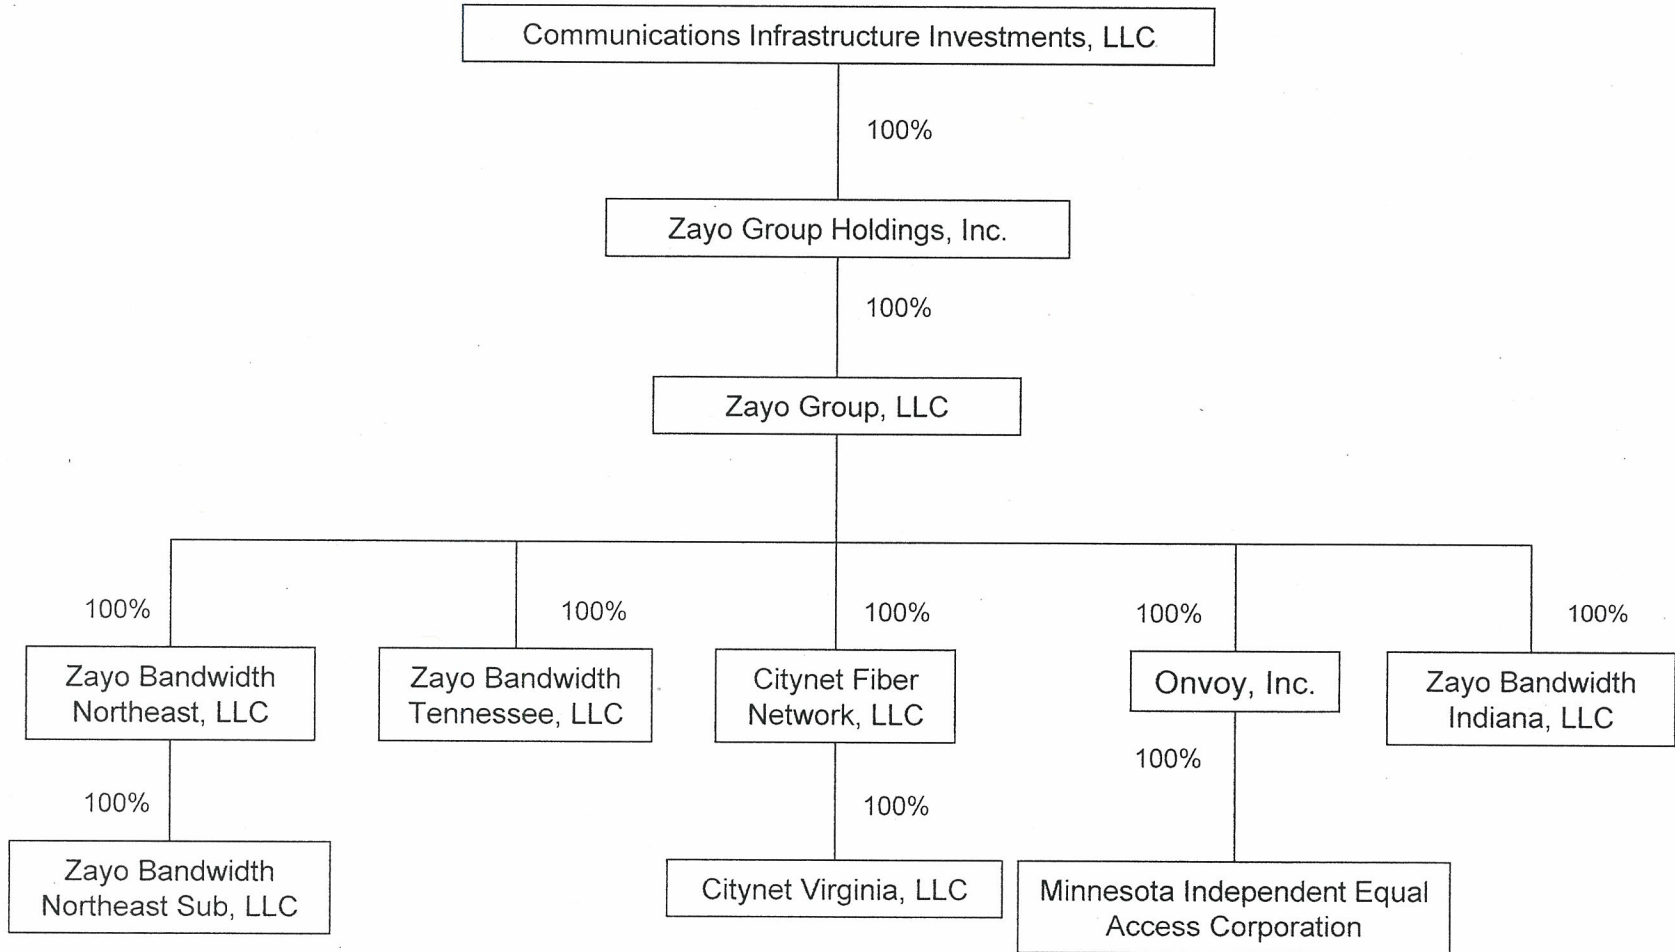 Communications Infrastructure Investments, LLC
100%
Zayo Group Holdings, Inc.
100%
Zayo Group, LLC
100%
100%
100%
100%
100%
Zayo Bandwidth
Northeast, LLC
Zayo Bandwidth
Tennessee, LLC
Citynet Fiber
Network, LLC
Onvoy, Inc.
Zayo Bandwidth
Indiana, LLC
100%
100%
100%
Zayo Bandwidth
Northeast Sub, LLC
Citynet Virginia, LLC
Minnesota Independent Equal
Access Corporation